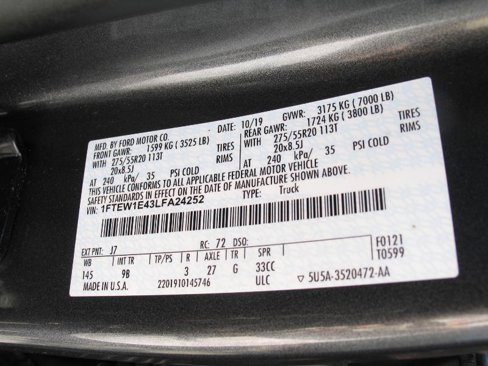 MFD. BY FORD MOTOR CO.
DATE: 10/19 GVWR: 3175 KG ( 7000 LB)
FRONT GAWR: 1599 KG ( 3525 LB)
REAR GAWR: 1724 KG ( 3800 LB)
WITH 275/55R20 113T TIRES
WITH 275/55R20 113T TIRES
20x8.5J RIMS
20x8.5J RIMS
AT 240 kPa/ 35 PSI COLD
AT 240 kPa/ 35 PSI COLD
THIS VEHICLE CONFORMS TO ALL APPLICABLE FEDERAL MOTOR VEHICLE
SAFETY STANDARDS IN EFFECT ON THE DATE OF MANUFACTURE SHOWN ABOVE.
VIN: 1FTEW1E43LFA24252 TYPE: Truck
EXT PNT: J7 RC: 72 DSO:
WB INT TR TP/PS R AXLE TR SPR
145 9B 3 27 G 33CC
ULC
F0121
T0599
MADE IN U.S.A. 2201910145746
▽ 5U5A-3520472-AA